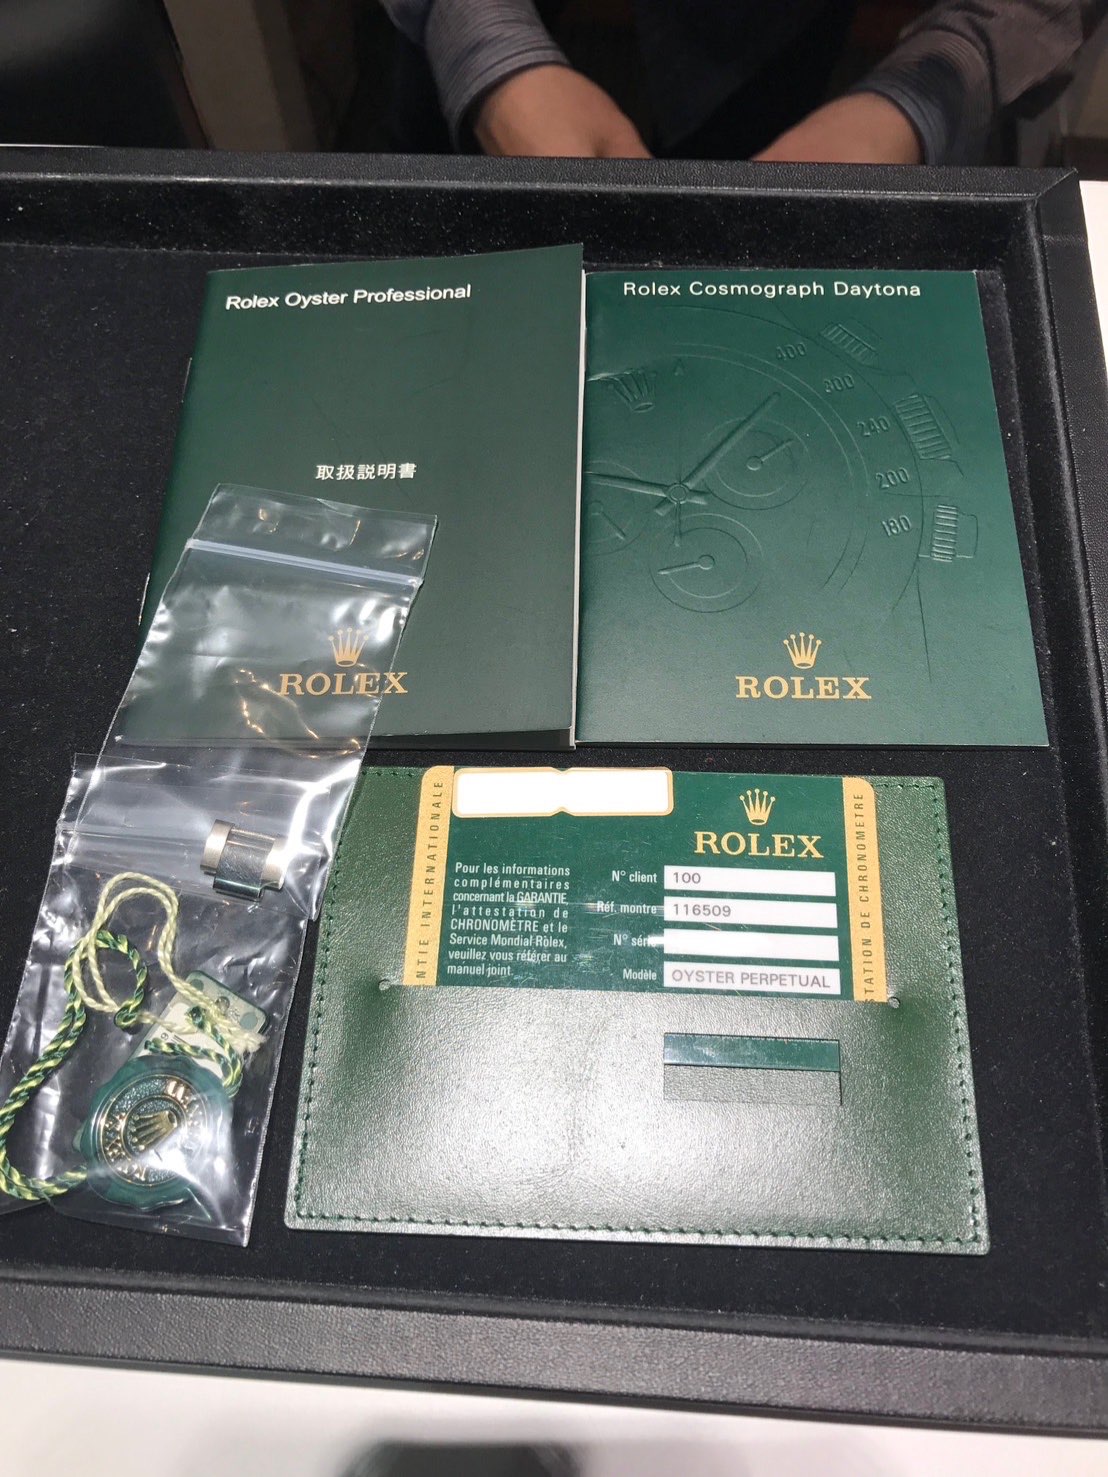 Rolex Oyster Professional
取扱説明書
ROLEX
Rolex Cosmograph Daytona
400
300
240
200
180
ROLEX
NTIE INTERNATIONALE
ROLEX
Pour les informations
complémentaires
concernant la GARANTIE,
l'attestation de
CHRONOMÈTRE et le
Service Mondial Rolex,
veuillez vous référer au
manuel joint.
N° client 100
Réf. montre 116509
N° série
Modèle OYSTER PERPETUAL
STATION DE CHRONOMETRE